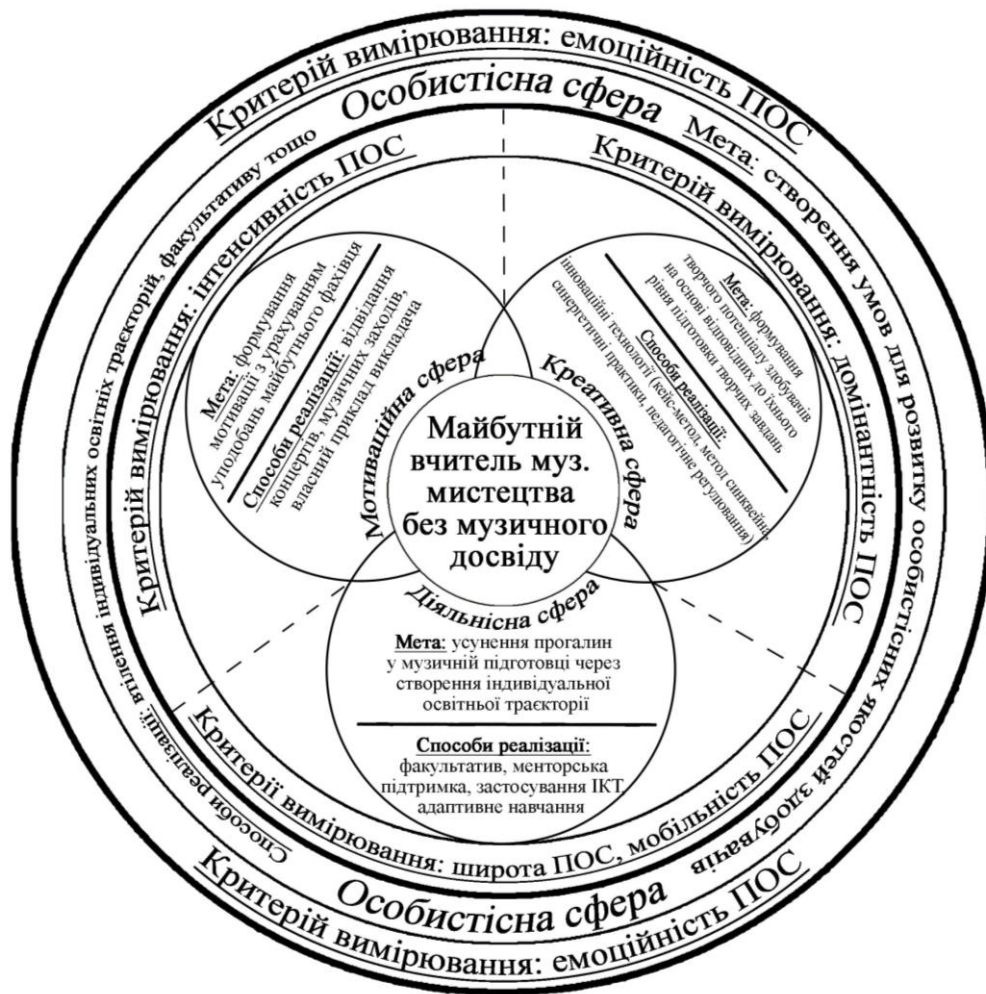 Критерій вимірювання: емоційність ПОС
Особистісна сфера
Мета: створення умов для розвитку особистісних якостей здобувачів
Способи реалізації: втілення індивідуальних освітніх траєкторій, факультативу тощо
Критерій вимірювання: інтенсивність ПОС
Критерій вимірювання: домінантність ПОС
Мета: формування
мотивації з урахуванням
уподобань майбутнього фахівця
Способи реалізації: відвідання
концертів, музичних заходів,
власний приклад викладача
Мотиваційна сфера
Мета: формування
творчого потенціалу здобувачів
на основі відповідних до їхнього
рівня підготовки творчих завдань
Способи реалізації:
інноваційні технології (кейс-метод, метод синквейна,
синергетичні практики, педагогічне регулювання)
Креативна сфера
Майбутній
вчитель муз.
мистецтва
без музичного
досвіду
Діяльнісна сфера
Мета: усунення прогалин
у музичній підготовці через
створення індивідуальної
освітньої траєкторії
Способи реалізації:
факультатив, менторська
підтримка, застосування ІКТ,
адаптивне навчання
Критерії вимірювання: широта ПОС, мобільність ПОС
Особистісна сфера
Критерій вимірювання: емоційність ПОС